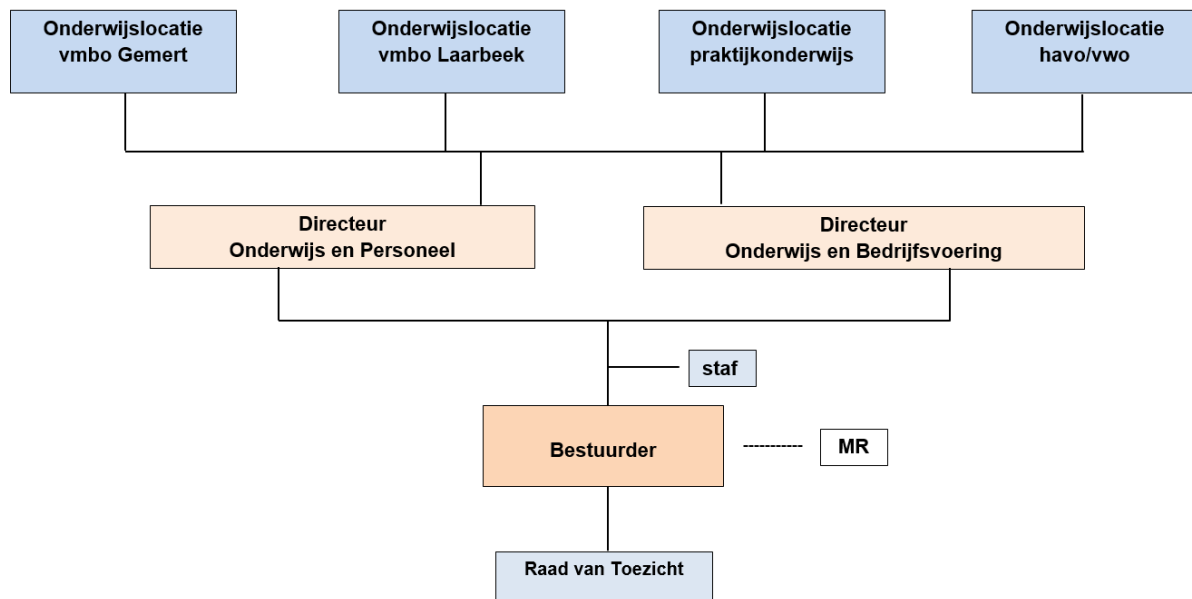 Onderwijslocatie
vmbo Gemert
Onderwijslocatie
vmbo Laarbeek
Onderwijslocatie
praktijkonderwijs
Onderwijslocatie
havo/vwo
Directeur
Onderwijs en Personeel
Directeur
Onderwijs en Bedrijfsvoering
staf
Bestuurder
MR
Raad van Toezicht